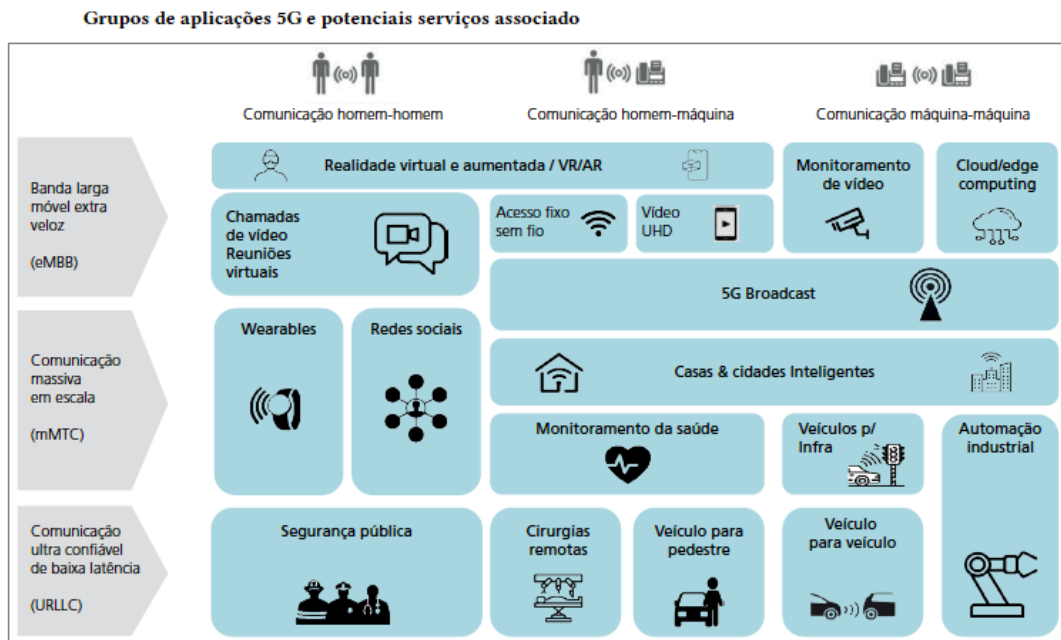 Grupos de aplicações 5G e potenciais serviços associado
Comunicação homem-homem
Comunicação homem-máquina
Comunicação máquina-máquina
Banda larga
móvel extra
veloz
(eMBB)
Realidade virtual e aumentada / VR/AR
Monitoramento
de vídeo
Cloud/edge
computing
Chamadas
de vídeo
Reuniões
virtuais
Acesso fixo
sem fio
Vídeo
UHD
5G Broadcast
Comunicação
massiva
em escala
(mMTC)
Wearables
Redes sociais
Casas & cidades Inteligentes
Monitoramento da saúde
Veículos p/
Infra
Automação
industrial
Comunicação
ultra confiável
de baixa latência
(URLLC)
Segurança pública
Cirurgias
remotas
Veículo para
pedestre
Veículo
para veículo